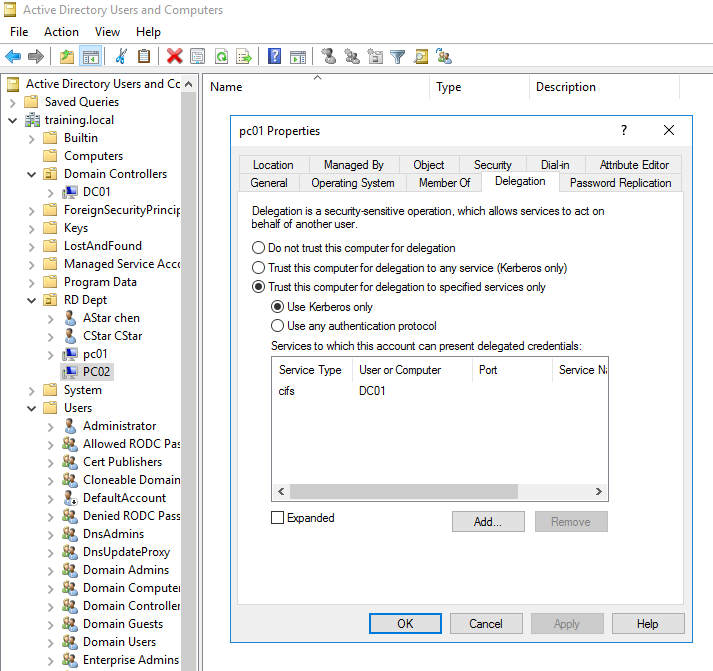 Active Directory Users and Computers
File Action View Help
Active Directory Users and Co
Saved Queries
training.local
Builtin
Computers
Domain Controllers
DC01
ForeignSecurityPrincip
Keys
LostAndFound
Managed Service Acco
Program Data
RD Dept
AStar chen
CStar CStar
pc01
PC02
System
Users
Administrator
Allowed RODC Pas
Cert Publishers
Cloneable Domain
DefaultAccount
Denied RODC Pass
DnsAdmins
DnsUpdateProxy
Domain Admins
Domain Computer
Domain Controller
Domain Guests
Domain Users
Enterprise Admins
Name Type Description
pc01 Properties ?
Location Managed By Object Security Dial-in Attribute Editor
General Operating System Member Of Delegation Password Replication
Delegation is a security-sensitive operation, which allows services to act on
behalf of another user.
Do not trust this computer for delegation
Trust this computer for delegation to any service (Kerberos only)
Trust this computer for delegation to specified services only
Use Kerberos only
Use any authentication protocol
Services to which this account can present delegated credentials:
Service Type User or Computer Port Service Na
cifs DC01
Expanded
Add... Remove
OK Cancel Apply Help